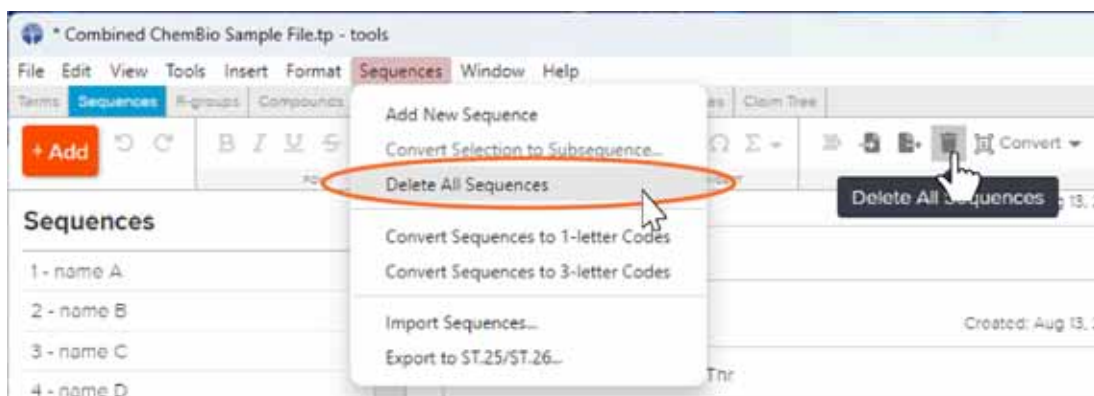 * Combined ChemBio Sample File.tp - tools
File Edit View Tools Insert Format Sequences Window Help
Terms Sequences R-groups Compounds Claim Tree
+ Add B I U S Ω Σ Convert
Add New Sequence
Convert Selection to Subsequence...
Delete All Sequences
Delete All Sequences
Sequences
Convert Sequences to 1-letter Codes
1 - name A
Convert Sequences to 3-letter Codes
2 - name B
Import Sequences...
Created: Aug 13,
3 - name C
Export to ST.25/ST.26...
Thr
4 - name D